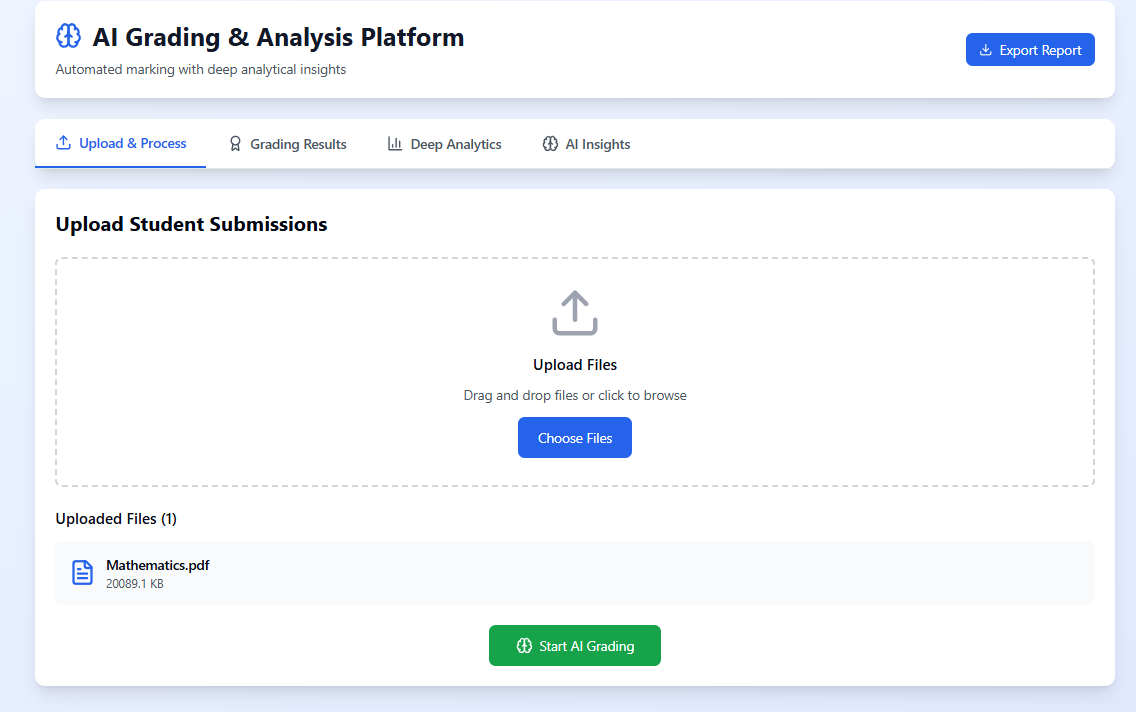 AI Grading & Analysis Platform
Automated marking with deep analytical insights
Export Report
Upload & Process
Grading Results
Deep Analytics
AI Insights
Upload Student Submissions
Upload Files
Drag and drop files or click to browse
Choose Files
Uploaded Files (1)
Mathematics.pdf
20089.1 KB
Start AI Grading